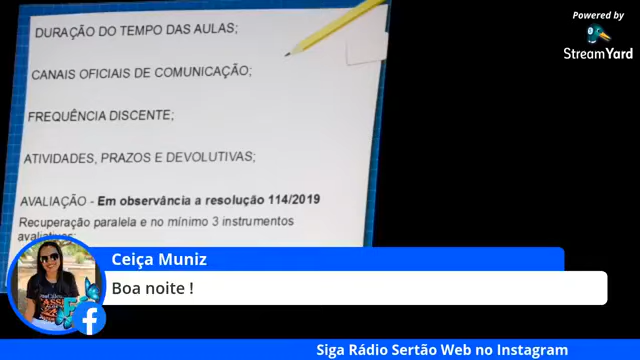 Powered by
StreamYard
DURAÇÃO DO TEMPO DAS AULAS;
CANAIS OFICIAIS DE COMUNICAÇÃO;
FREQUÊNCIA DISCENTE;
ATIVIDADES, PRAZOS E DEVOLUTIVAS;
AVALIAÇÃO - Em observância a resolução 114/2019
Recuperação paralela e no mínimo 3 instrumentos
avaliativos;
Ceiça Muniz
Boa noite !
Siga Rádio Sertão Web no Instagram